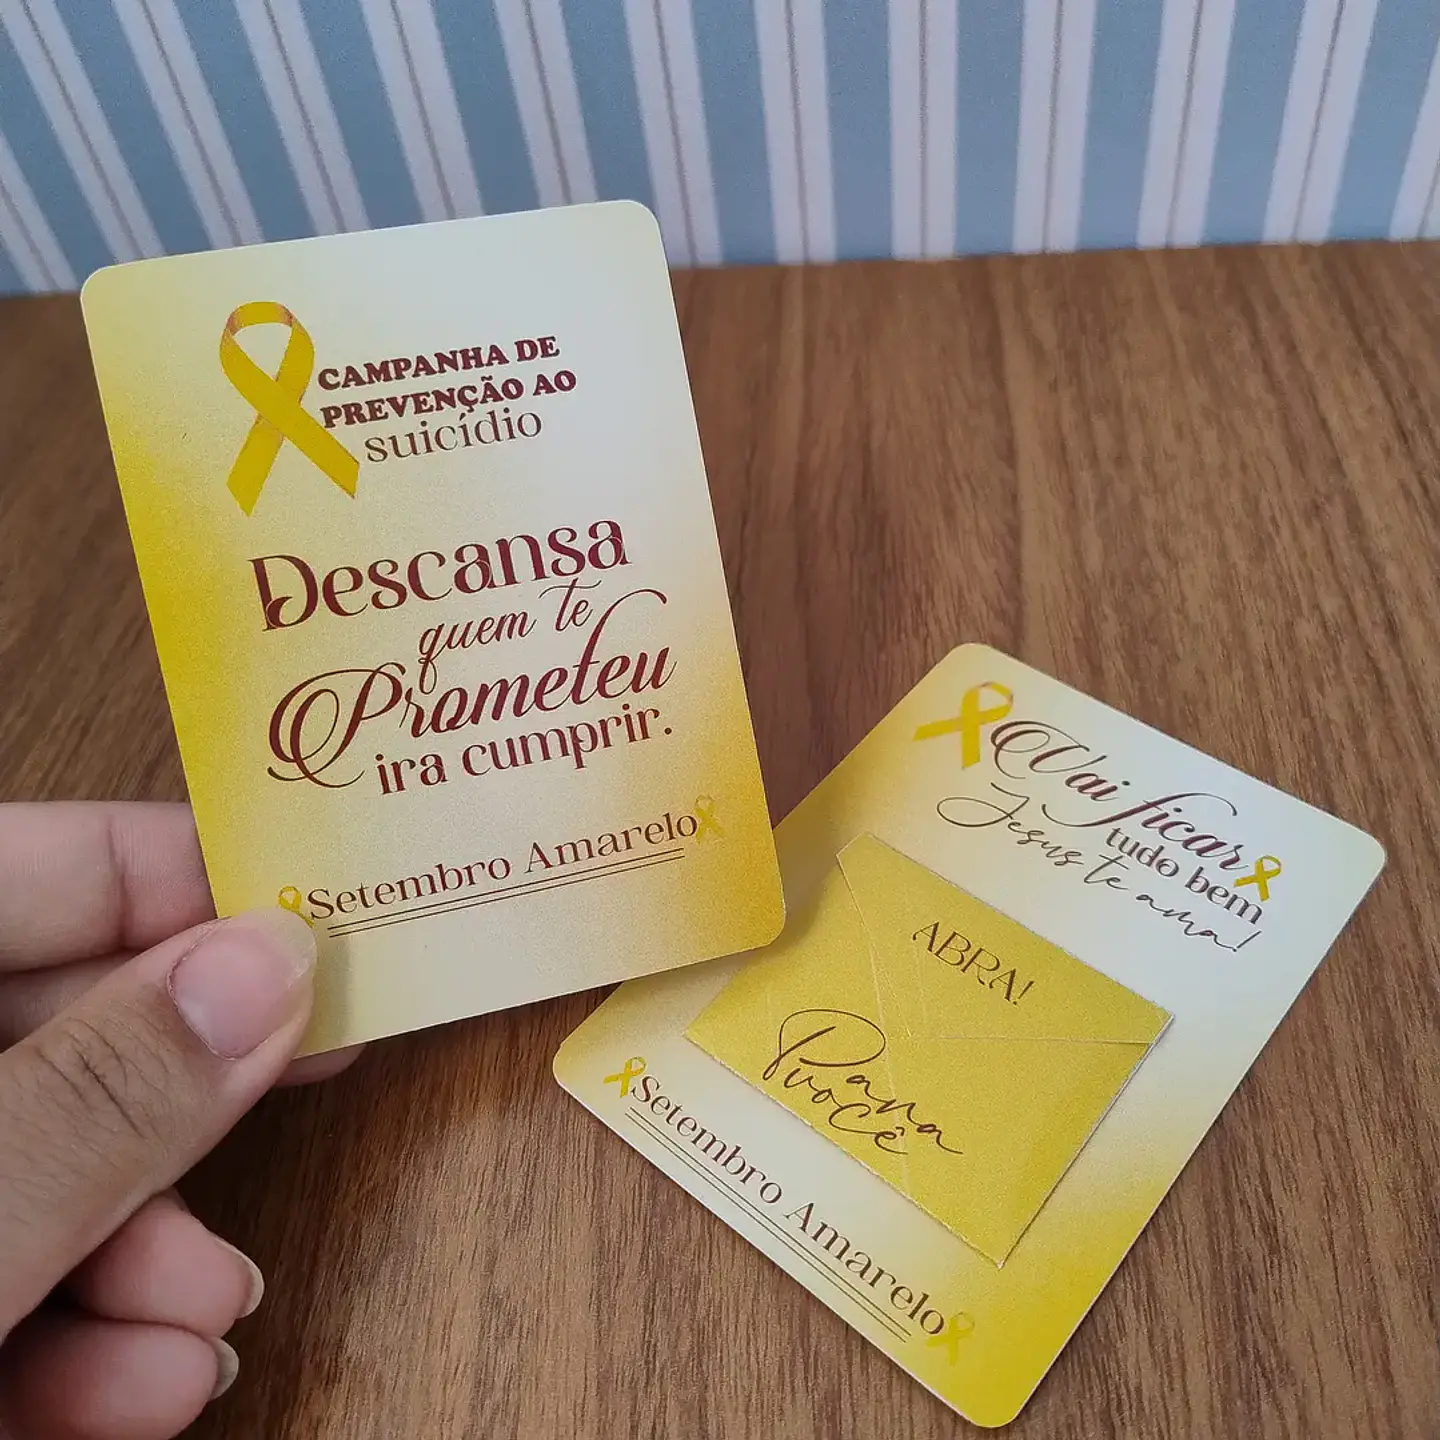 CAMPANHA DE
PREVENÇÃO AO
suicídio
Descansa
quem te
Prometeu
ira cumprir.
Setembro Amarelo
Vai ficar
tudo bem
Jesus te ama!
ABRA!
Para
você
Setembro Amarelo